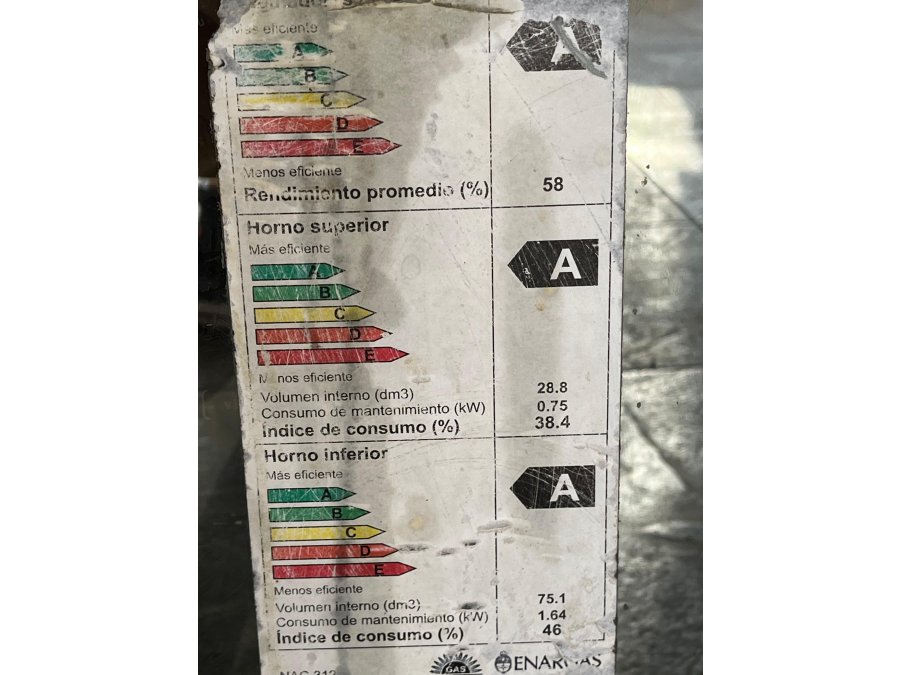 Más eficiente
A
A
B
C
D
E
Menos eficiente
Rendimiento promedio (%) 58
Horno superior
Más eficiente
A
A
B
C
D
E
Menos eficiente
Volumen interno (dm3) 28.8
Consumo de mantenimiento (kW) 0.75
Índice de consumo (%) 38.4
Horno inferior
Más eficiente
A
A
B
C
D
E
Menos eficiente
Volumen interno (dm3) 75.1
Consumo de mantenimiento (kW) 1.64
Índice de consumo (%) 46
NAG 312 GAS ENARGAS